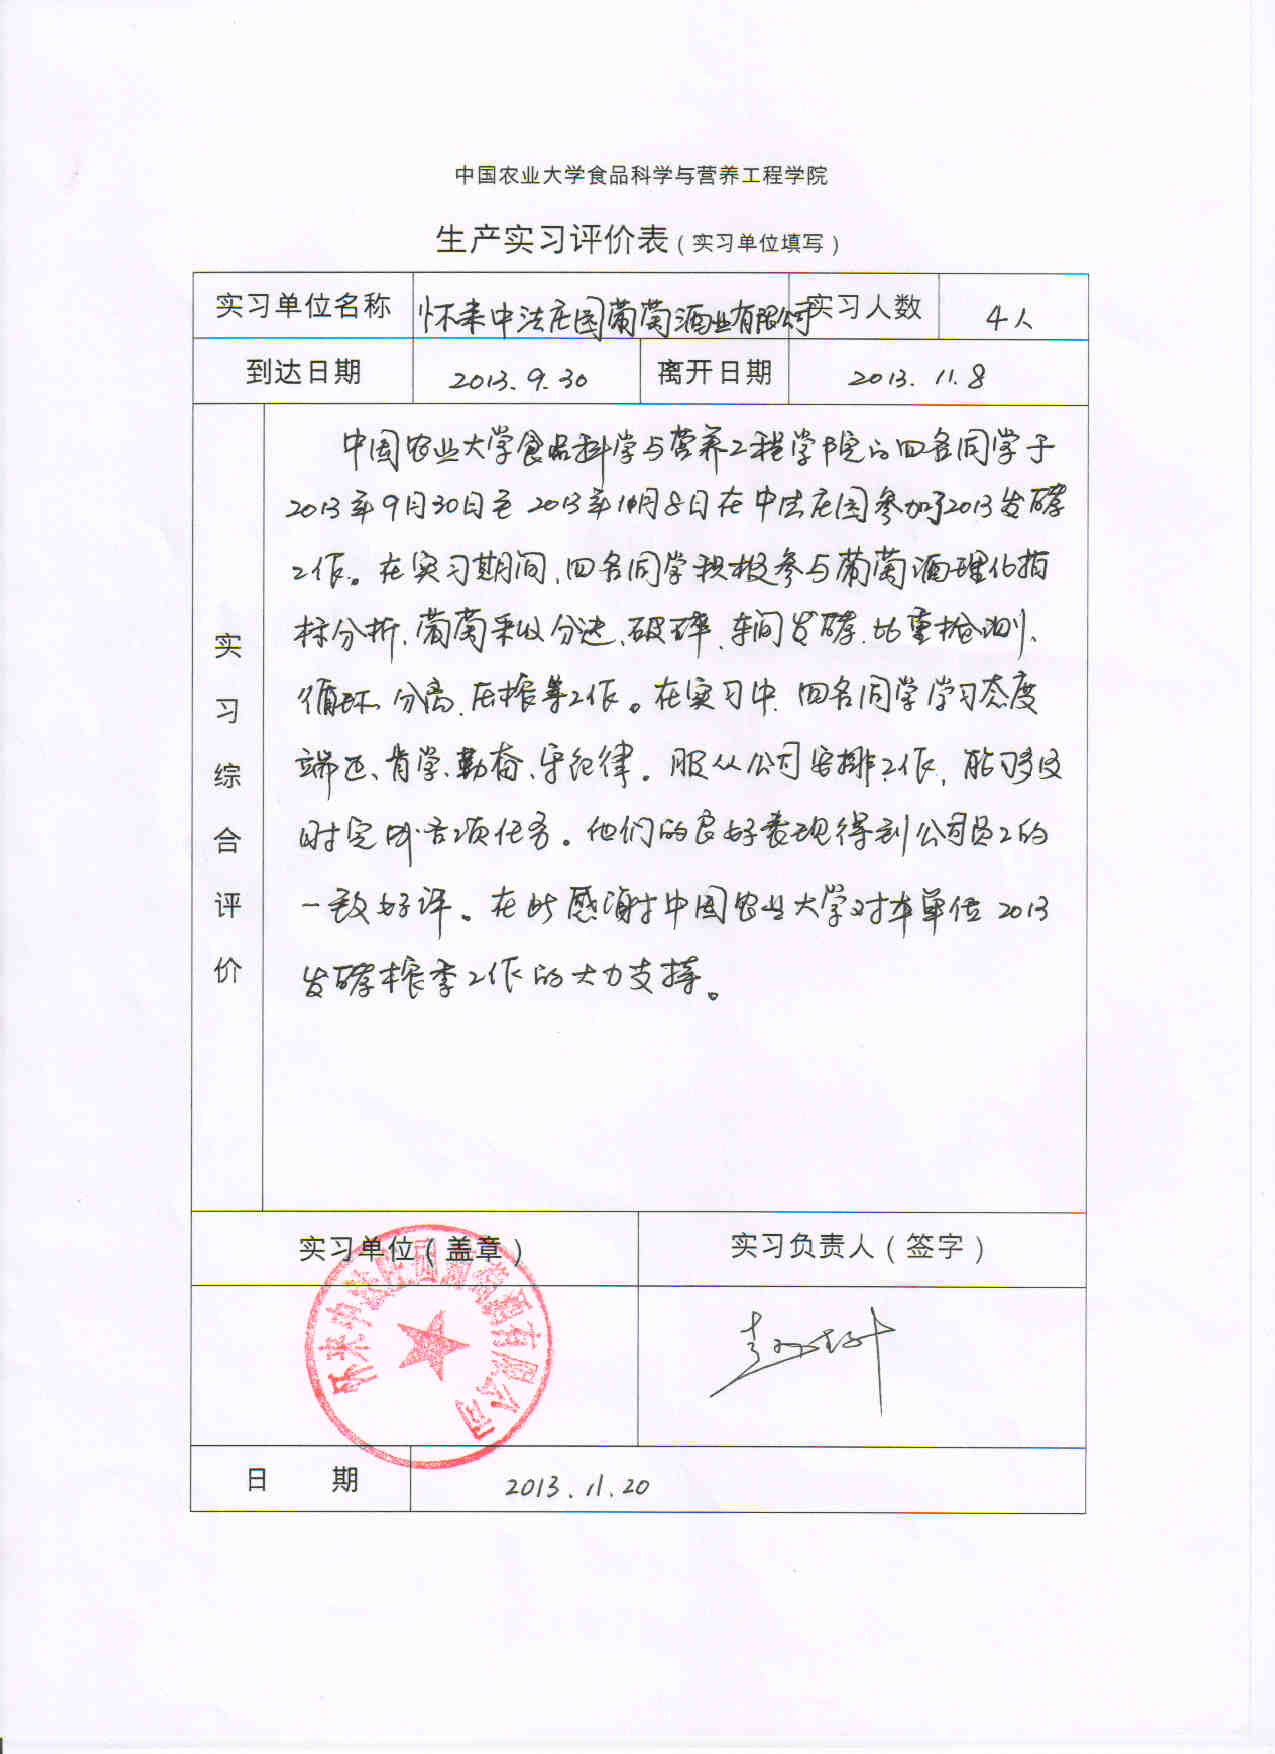 中国农业大学食品科学与营养工程学院
生产实习评价表（实习单位填写）
实习单位名称 怀来中法庄园葡萄酒业有限公司 实习人数 4人
到达日期 2013.9.30 离开日期 2013.11.8
实习综合评价
中国农业大学食品科学与营养工程学院的四名同学于
2013年9月30日至2013年11月8日在中法庄园参加了2013发酵
工作。在实习期间,四名同学积极参与葡萄酒理化指
标分析、葡萄采收分选、破碎、车间发酵、比重检测、
循环、分离、压榨等工作。在实习中,四名同学学习态度
端正、肯学、勤奋、守纪律。服从公司安排工作,能够及
时完成各项任务。他们的良好表现得到公司员工的
一致好评。在此感谢中国农业大学对本单位2013
发酵榨季工作的大力支持。
实习单位（盖章） 实习负责人（签字）
怀来中法庄园葡萄酒有限公司
日 期 2013.11.20